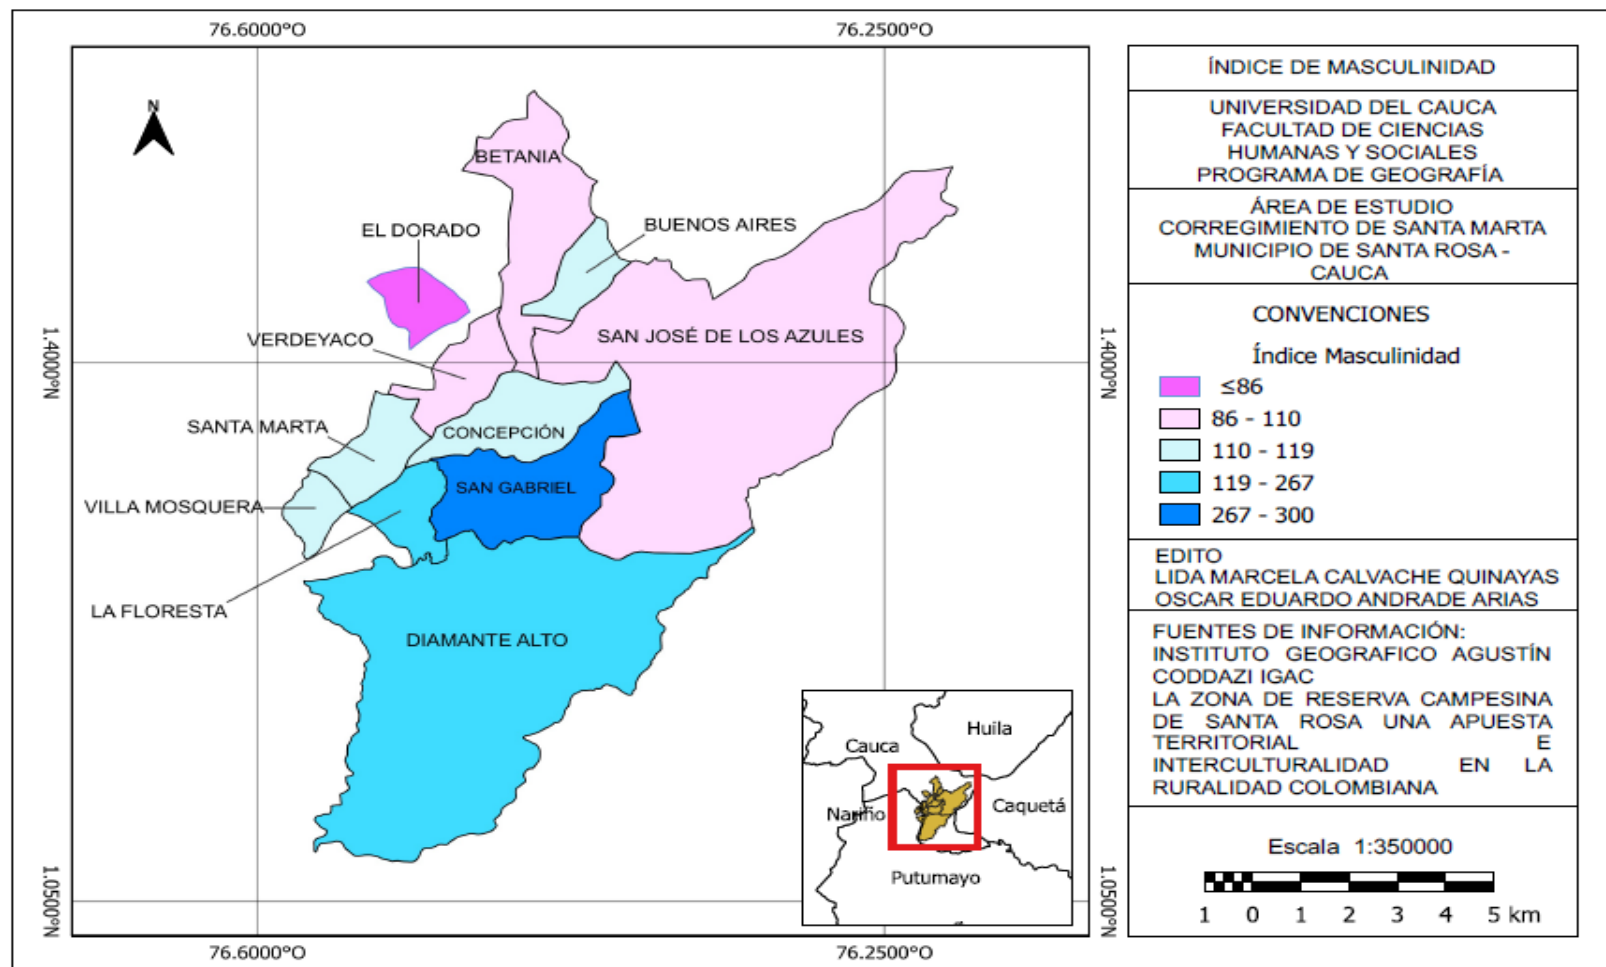 76.6000°O 76.2500°O
N
BETANIA
BUENOS AIRES
EL DORADO
VERDEYACO
SAN JOSÉ DE LOS AZULES
1.4000°N 1.4000°N
SANTA MARTA
CONCEPCIÓN
SAN GABRIEL
VILLA MOSQUERA
LA FLORESTA
DIAMANTE ALTO
Huila
Cauca
Nariño
Caquetá
Putumayo
1.0500°N 1.0500°N
76.6000°O 76.2500°O
ÍNDICE DE MASCULINIDAD
UNIVERSIDAD DEL CAUCA
FACULTAD DE CIENCIAS
HUMANAS Y SOCIALES
PROGRAMA DE GEOGRAFÍA
ÁREA DE ESTUDIO
CORREGIMIENTO DE SANTA MARTA
MUNICIPIO DE SANTA ROSA -
CAUCA
CONVENCIONES
Índice Masculinidad
≤86
86 - 110
110 - 119
119 - 267
267 - 300
EDITO
LIDA MARCELA CALVACHE QUINAYAS
OSCAR EDUARDO ANDRADE ARIAS
FUENTES DE INFORMACIÓN:
INSTITUTO GEOGRAFICO AGUSTÍN
CODDAZI IGAC
LA ZONA DE RESERVA CAMPESINA
DE SANTA ROSA UNA APUESTA
TERRITORIAL E
INTERCULTURALIDAD EN LA
RURALIDAD COLOMBIANA
Escala 1:350000
1 0 1 2 3 4 5 km